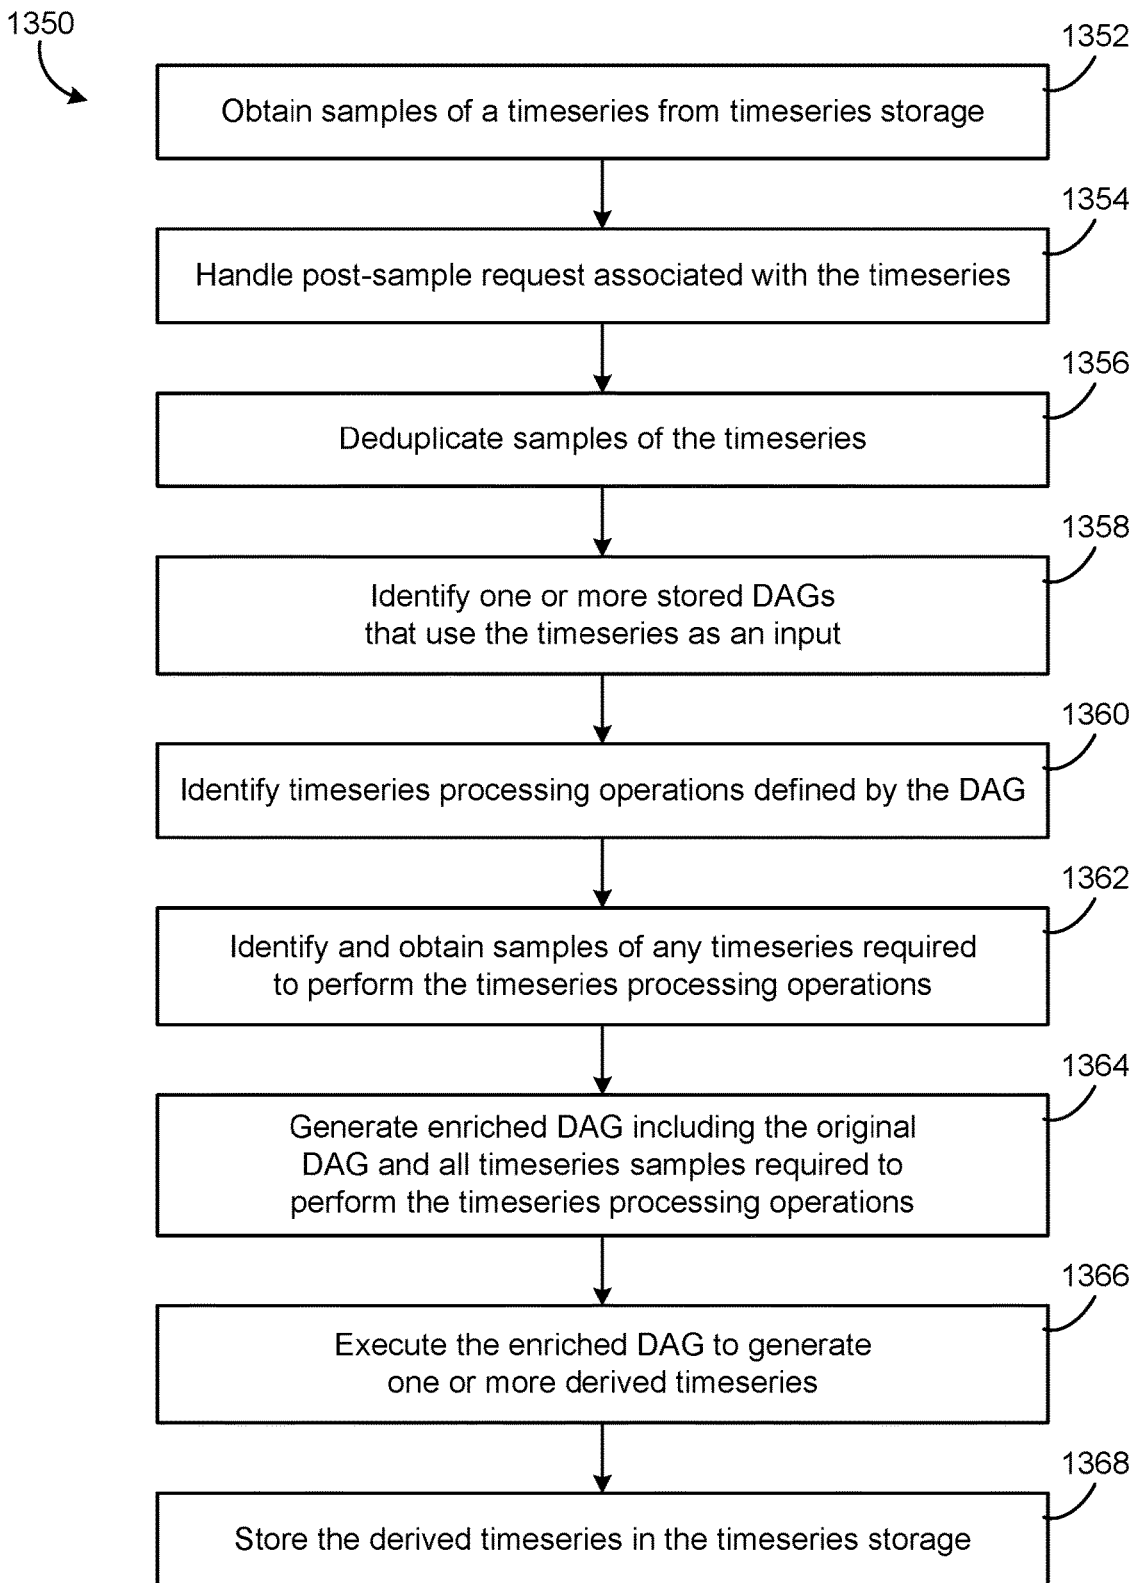 1350
1352
Obtain samples of a timeseries from timeseries storage
1354
Handle post-sample request associated with the timeseries
1356
Deduplicate samples of the timeseries
1358
Identify one or more stored DAGs
that use the timeseries as an input
1360
Identify timeseries processing operations defined by the DAG
1362
Identify and obtain samples of any timeseries required
to perform the timeseries processing operations
1364
Generate enriched DAG including the original
DAG and all timeseries samples required to
perform the timeseries processing operations
1366
Execute the enriched DAG to generate
one or more derived timeseries
1368
Store the derived timeseries in the timeseries storage